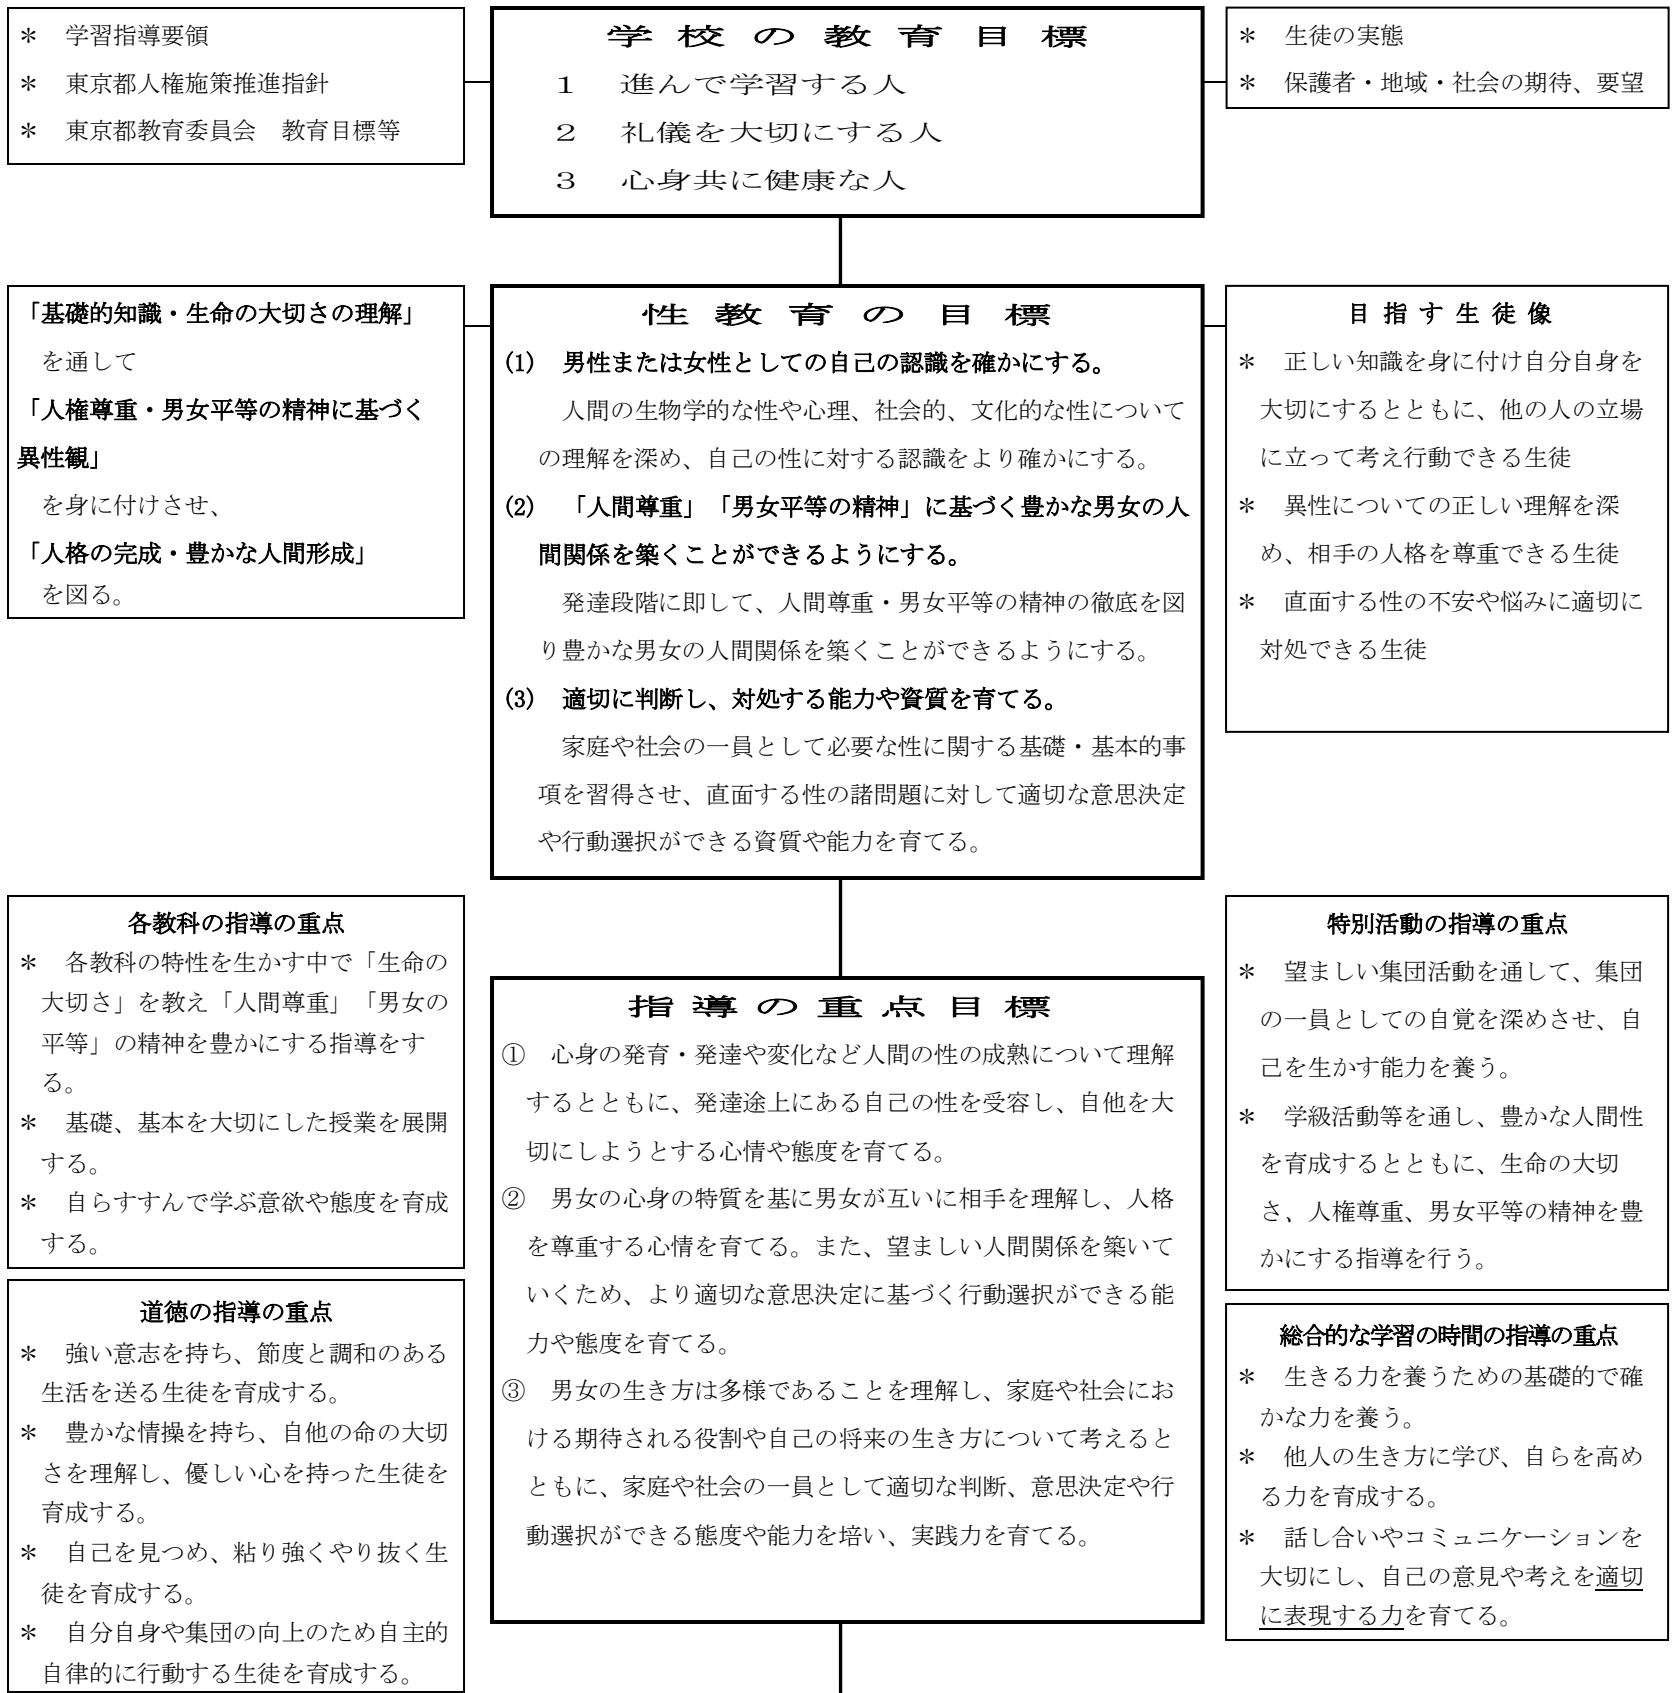 ＊　学習指導要領
＊　東京都人権施策推進指針
＊　東京都教育委員会　教育目標等
学校の教育目標
１　進んで学習する人
２　礼儀を大切にする人
３　心身共に健康な人
＊　生徒の実態
＊　保護者・地域・社会の期待、要望
「基礎的知識・生命の大切さの理解」
を通して
「人権尊重・男女平等の精神に基づく
異性観」
を身に付けさせ、
「人格の完成・豊かな人間形成」
を図る。
性教育の目標
(1)　男性または女性としての自己の認識を確かにする。
人間の生物学的な性や心理、社会的、文化的な性について
の理解を深め、自己の性に対する認識をより確かにする。
(2)　「人間尊重」「男女平等の精神」に基づく豊かな男女の人
間関係を築くことができるようにする。
発達段階に即して、人間尊重・男女平等の精神の徹底を図
り豊かな男女の人間関係を築くことができるようにする。
(3)　適切に判断し、対処する能力や資質を育てる。
家庭や社会の一員として必要な性に関する基礎・基本的事
項を習得させ、直面する性の諸問題に対して適切な意思決定
や行動選択ができる資質や能力を育てる。
目指す生徒像
＊　正しい知識を身に付け自分自身を
大切にするとともに、他の人の立場
に立って考え行動できる生徒
＊　異性についての正しい理解を深
め、相手の人格を尊重できる生徒
＊　直面する性の不安や悩みに適切に
対処できる生徒
各教科の指導の重点
＊　各教科の特性を生かす中で「生命の
大切さ」を教え「人間尊重」「男女の
平等」の精神を豊かにする指導をす
る。
＊　基礎、基本を大切にした授業を展開
する。
＊　自らすすんで学ぶ意欲や態度を育成
する。
道徳の指導の重点
＊　強い意志を持ち、節度と調和のある
生活を送る生徒を育成する。
＊　豊かな情操を持ち、自他の命の大切
さを理解し、優しい心を持った生徒を
育成する。
＊　自己を見つめ、粘り強くやり抜く生
徒を育成する。
＊　自分自身や集団の向上のため自主的
自律的に行動する生徒を育成する。
指導の重点目標
①　心身の発育・発達や変化など人間の性の成熟について理解
するとともに、発達途上にある自己の性を受容し、自他を大
切にしようとする心情や態度を育てる。
②　男女の心身の特質を基に男女が互いに相手を理解し、人格
を尊重する心情を育てる。また、望ましい人間関係を築いて
いくため、より適切な意思決定に基づく行動選択ができる能
力や態度を育てる。
③　男女の生き方は多様であることを理解し、家庭や社会にお
ける期待される役割や自己の将来の生き方について考えると
ともに、家庭や社会の一員として適切な判断、意思決定や行
動選択ができる態度や能力を培い、実践力を育てる。
特別活動の指導の重点
＊　望ましい集団活動を通して、集団
の一員としての自覚を深めさせ、自
己を生かす能力を養う。
＊　学級活動等を通し、豊かな人間性
を育成するとともに、生命の大切
さ、人権尊重、男女平等の精神を豊
かにする指導を行う。
総合的な学習の時間の指導の重点
＊　生きる力を養うための基礎的で確
かな力を養う。
＊　他人の生き方に学び、自らを高め
る力を育成する。
＊　話し合いやコミュニケーションを
大切にし、自己の意見や考えを適切
に表現する力を育てる。